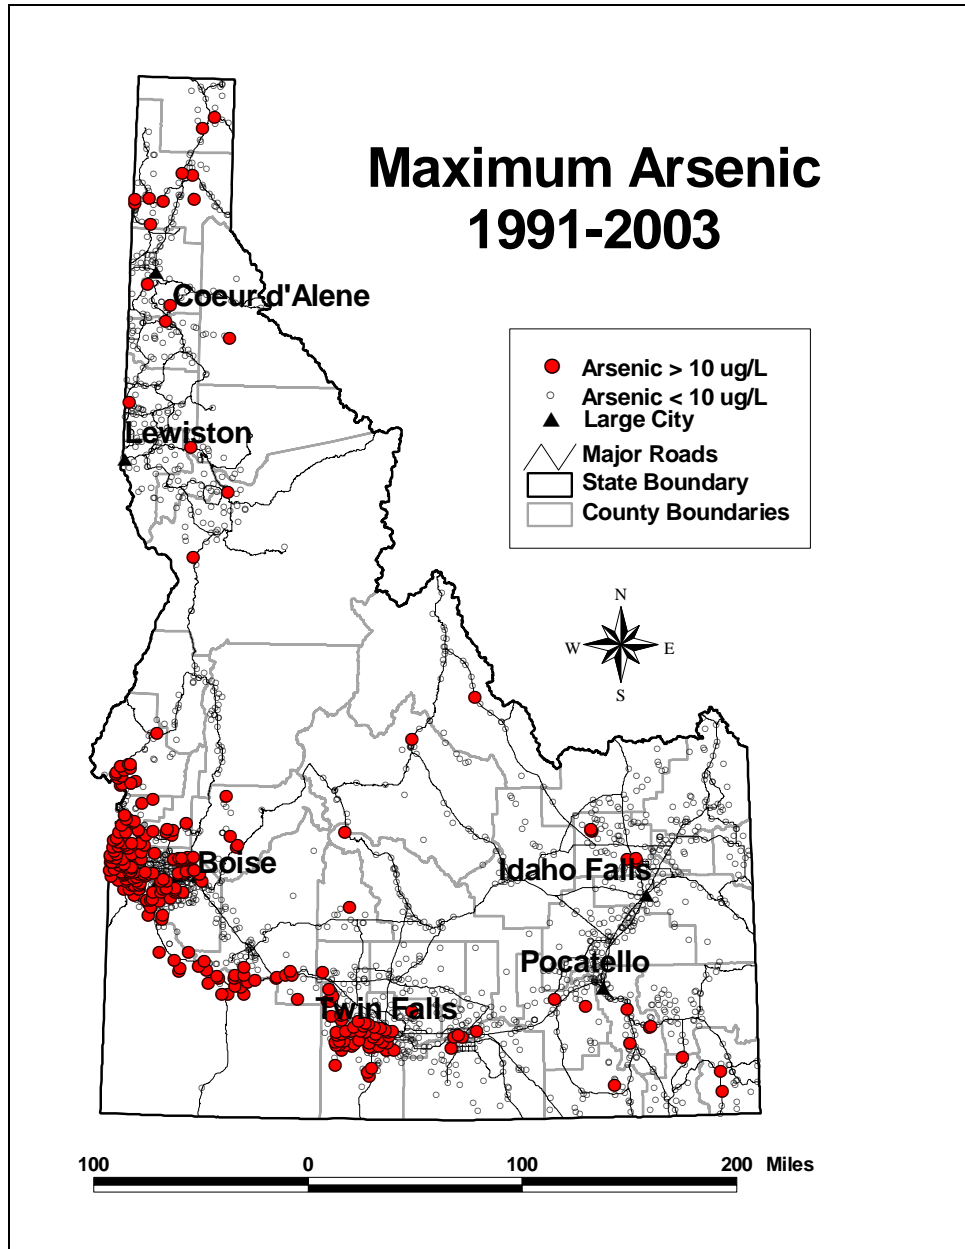 Maximum Arsenic
1991-2003
Coeur d'Alene
Arsenic > 10 ug/L
Arsenic < 10 ug/L
Large City
Major Roads
State Boundary
County Boundaries
Lewiston
N
W E
S
Boise
Idaho Falls
Pocatello
Twin Falls
100 0 100 200 Miles